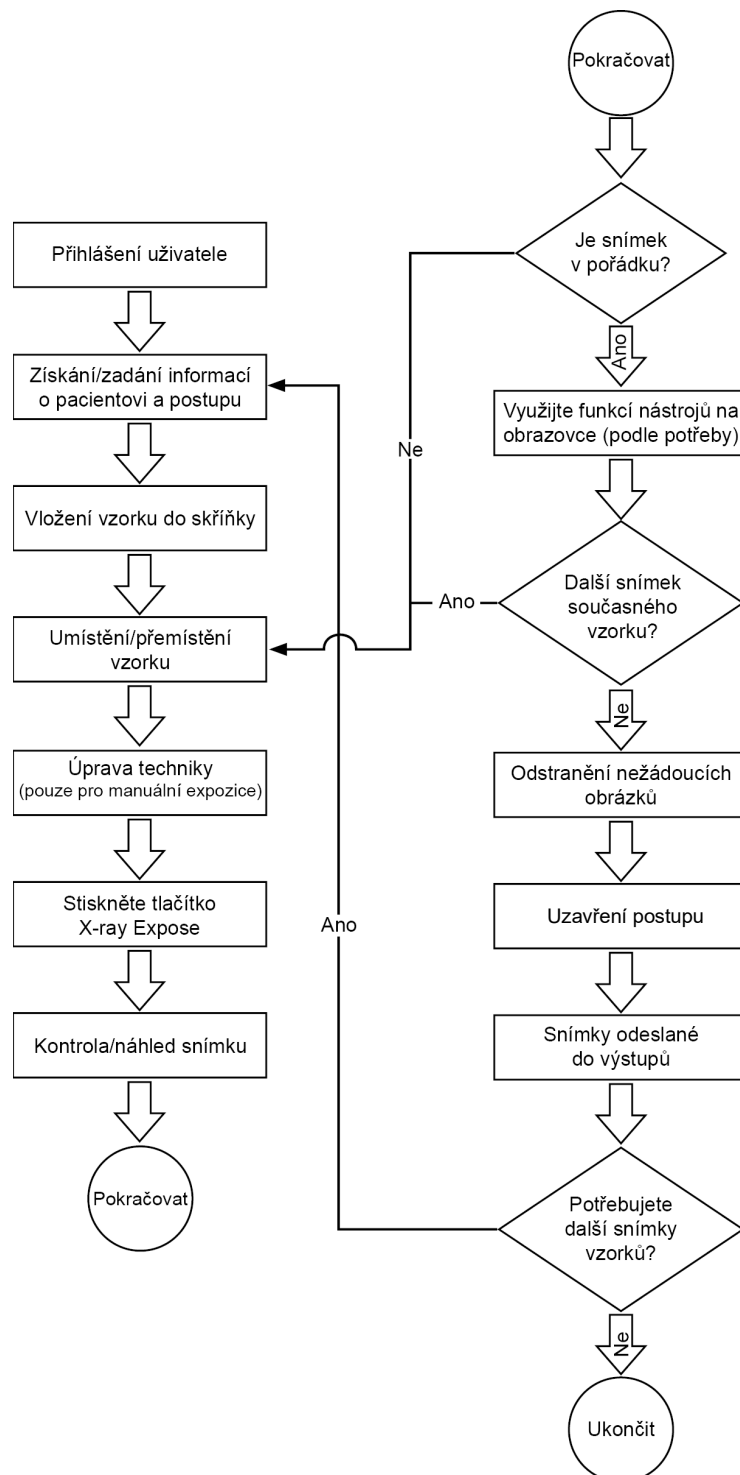 Přihlášení uživatele
Získání/zadání informací
o pacientovi a postupu
Vložení vzorku do skříňky
Umístění/přemístění
vzorku
Úprava techniky
(pouze pro manuální expozice)
Stiskněte tlačítko
X-ray Expose
Kontrola/náhled snímku
Pokračovat
Pokračovat
Je snímek
v pořádku?
Ne
Ano
Využijte funkcí nástrojů na
obrazovce (podle potřeby)
Další snímek
současného
vzorku?
Ano
Ne
Odstranění nežádoucích
obrázků
Uzavření postupu
Snímky odeslané
do výstupů
Potřebujete
další snímky
vzorků?
Ano
Ne
Ukončit